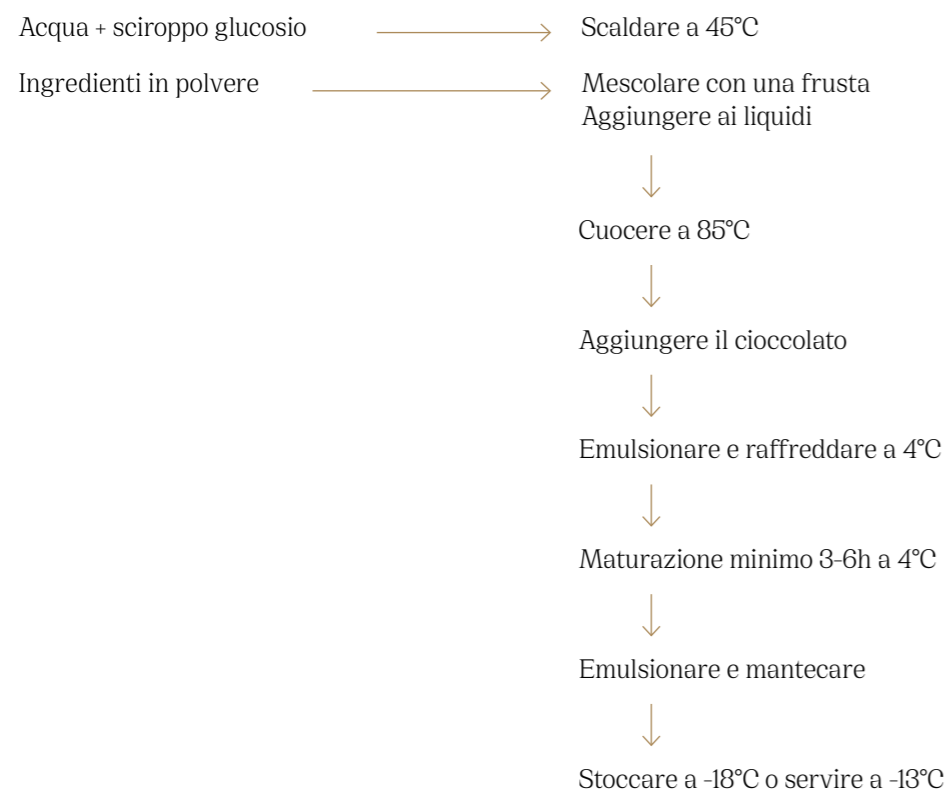 Acqua + sciroppo glucosio
Scaldare a 45°C
Ingredienti in polvere
Mescolare con una frusta
Aggiungere ai liquidi
Cuocere a 85°C
Aggiungere il cioccolato
Emulsionare e raffreddare a 4°C
Maturazione minimo 3-6h a 4°C
Emulsionare e mantecare
Stoccare a -18°C o servire a -13°C